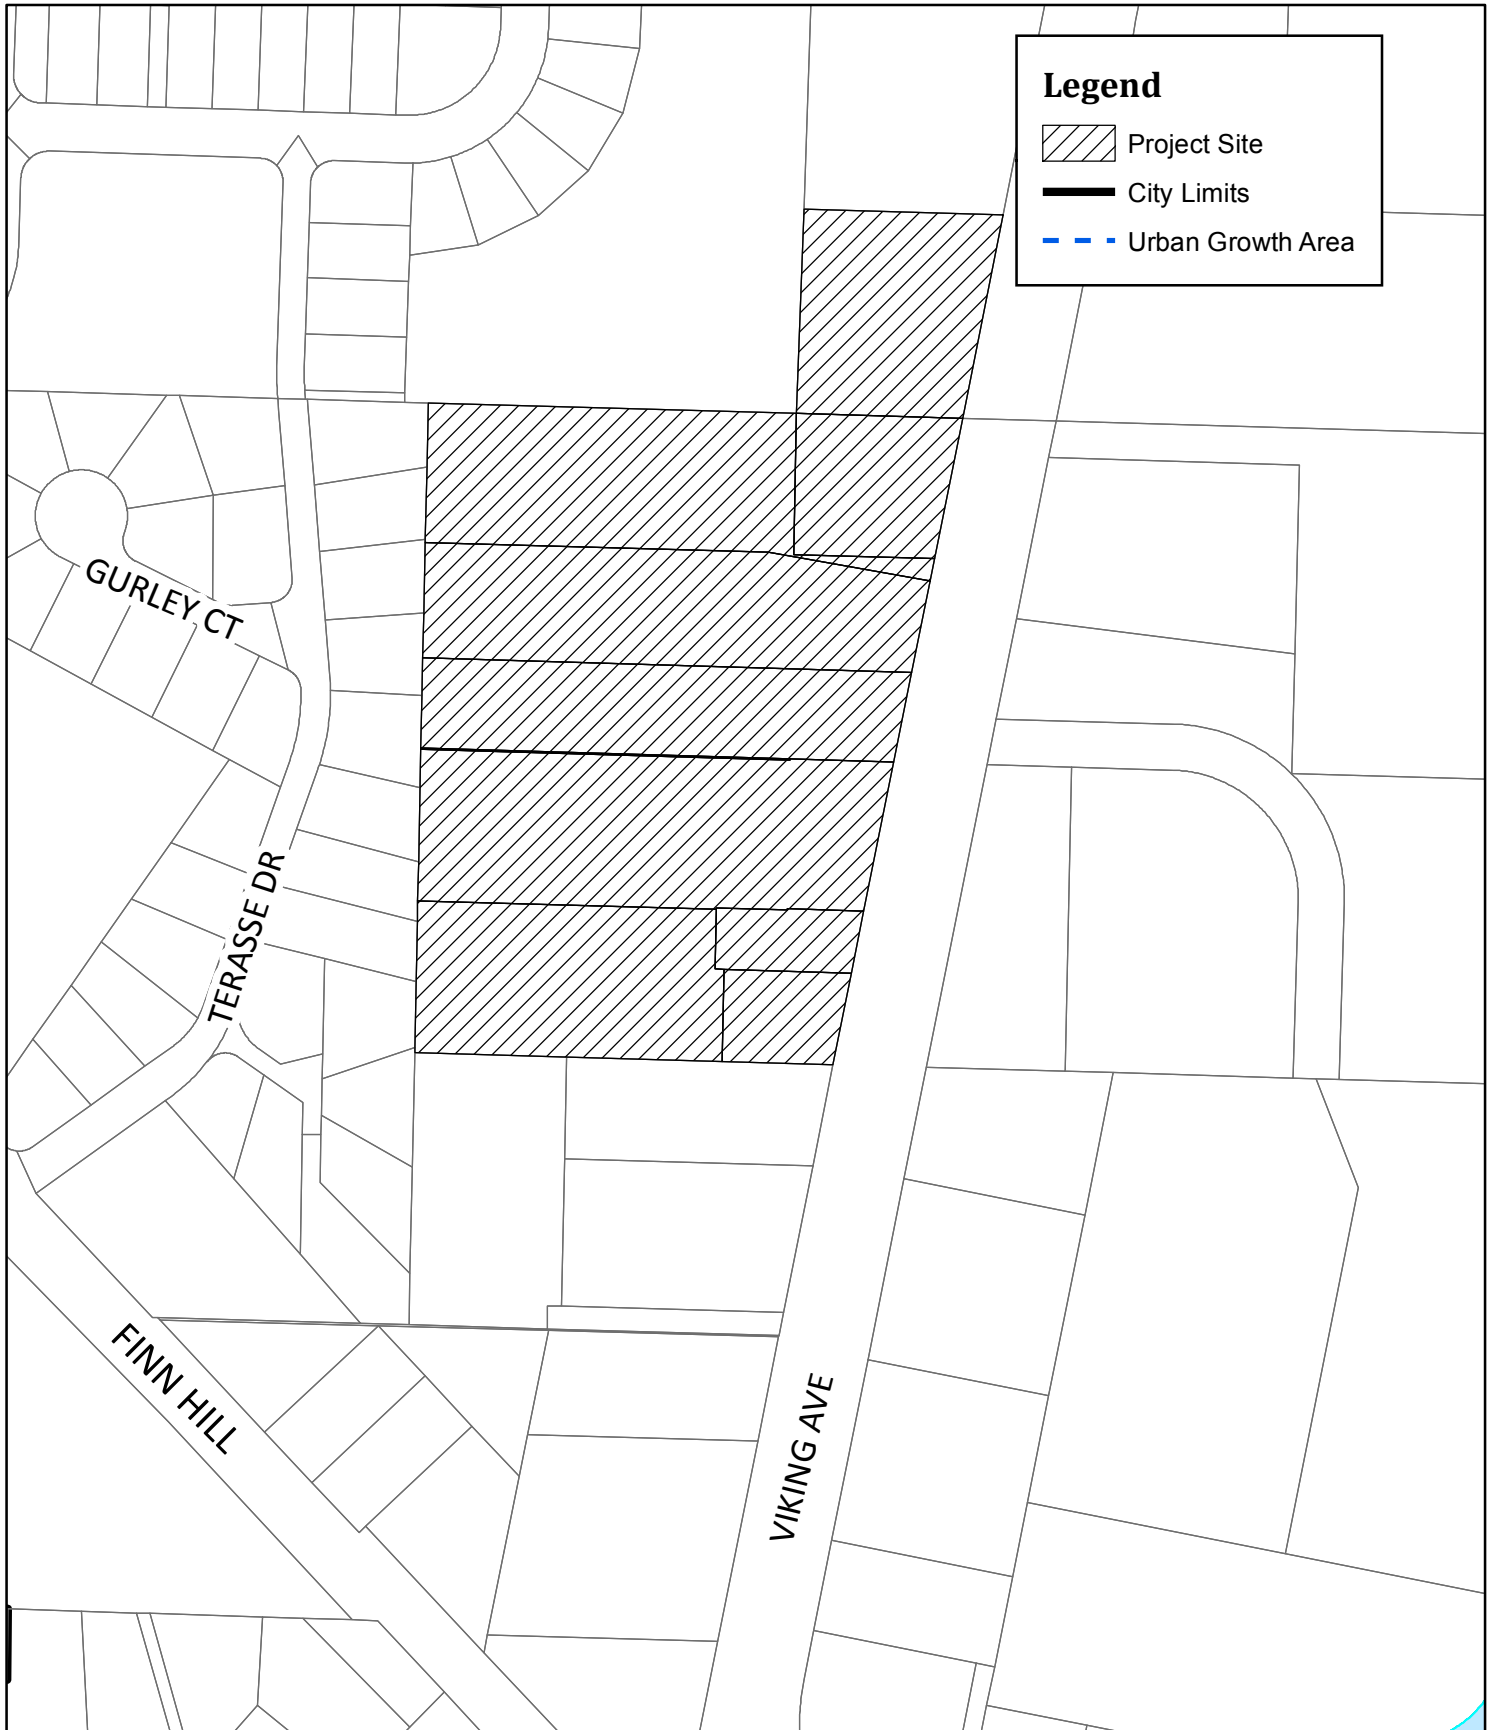 Legend
Project Site
City Limits
Urban Growth Area
GURLEY CT
TERASSE DR
FINN HILL
VIKING AVE